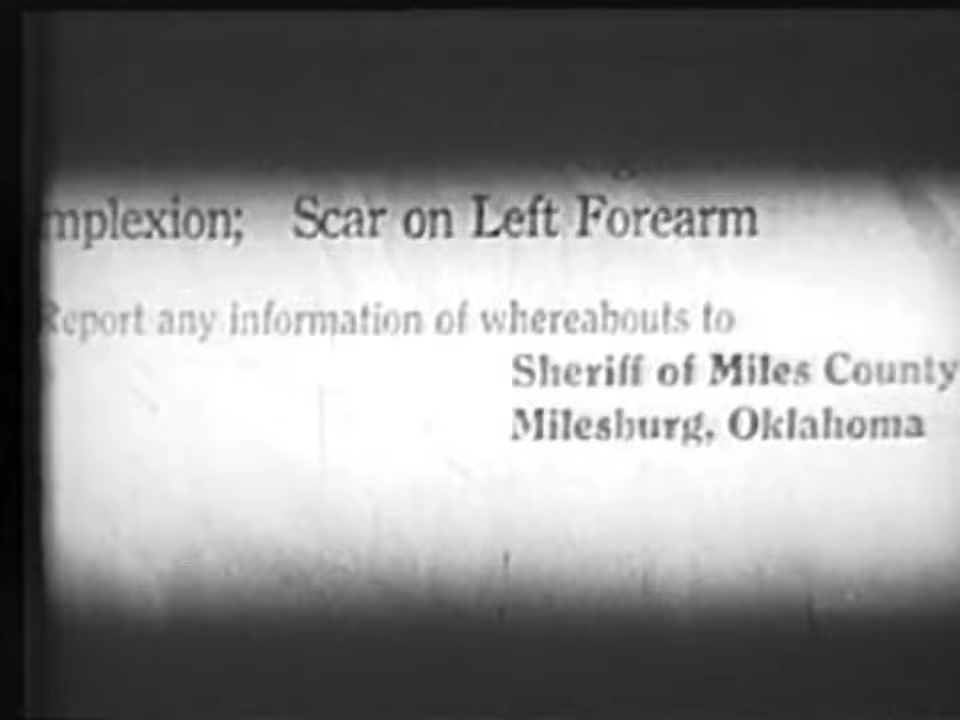 mplexion; Scar on Left Forearm
Report any information of whereabouts to
Sheriff of Miles County
Milesburg, Oklahoma